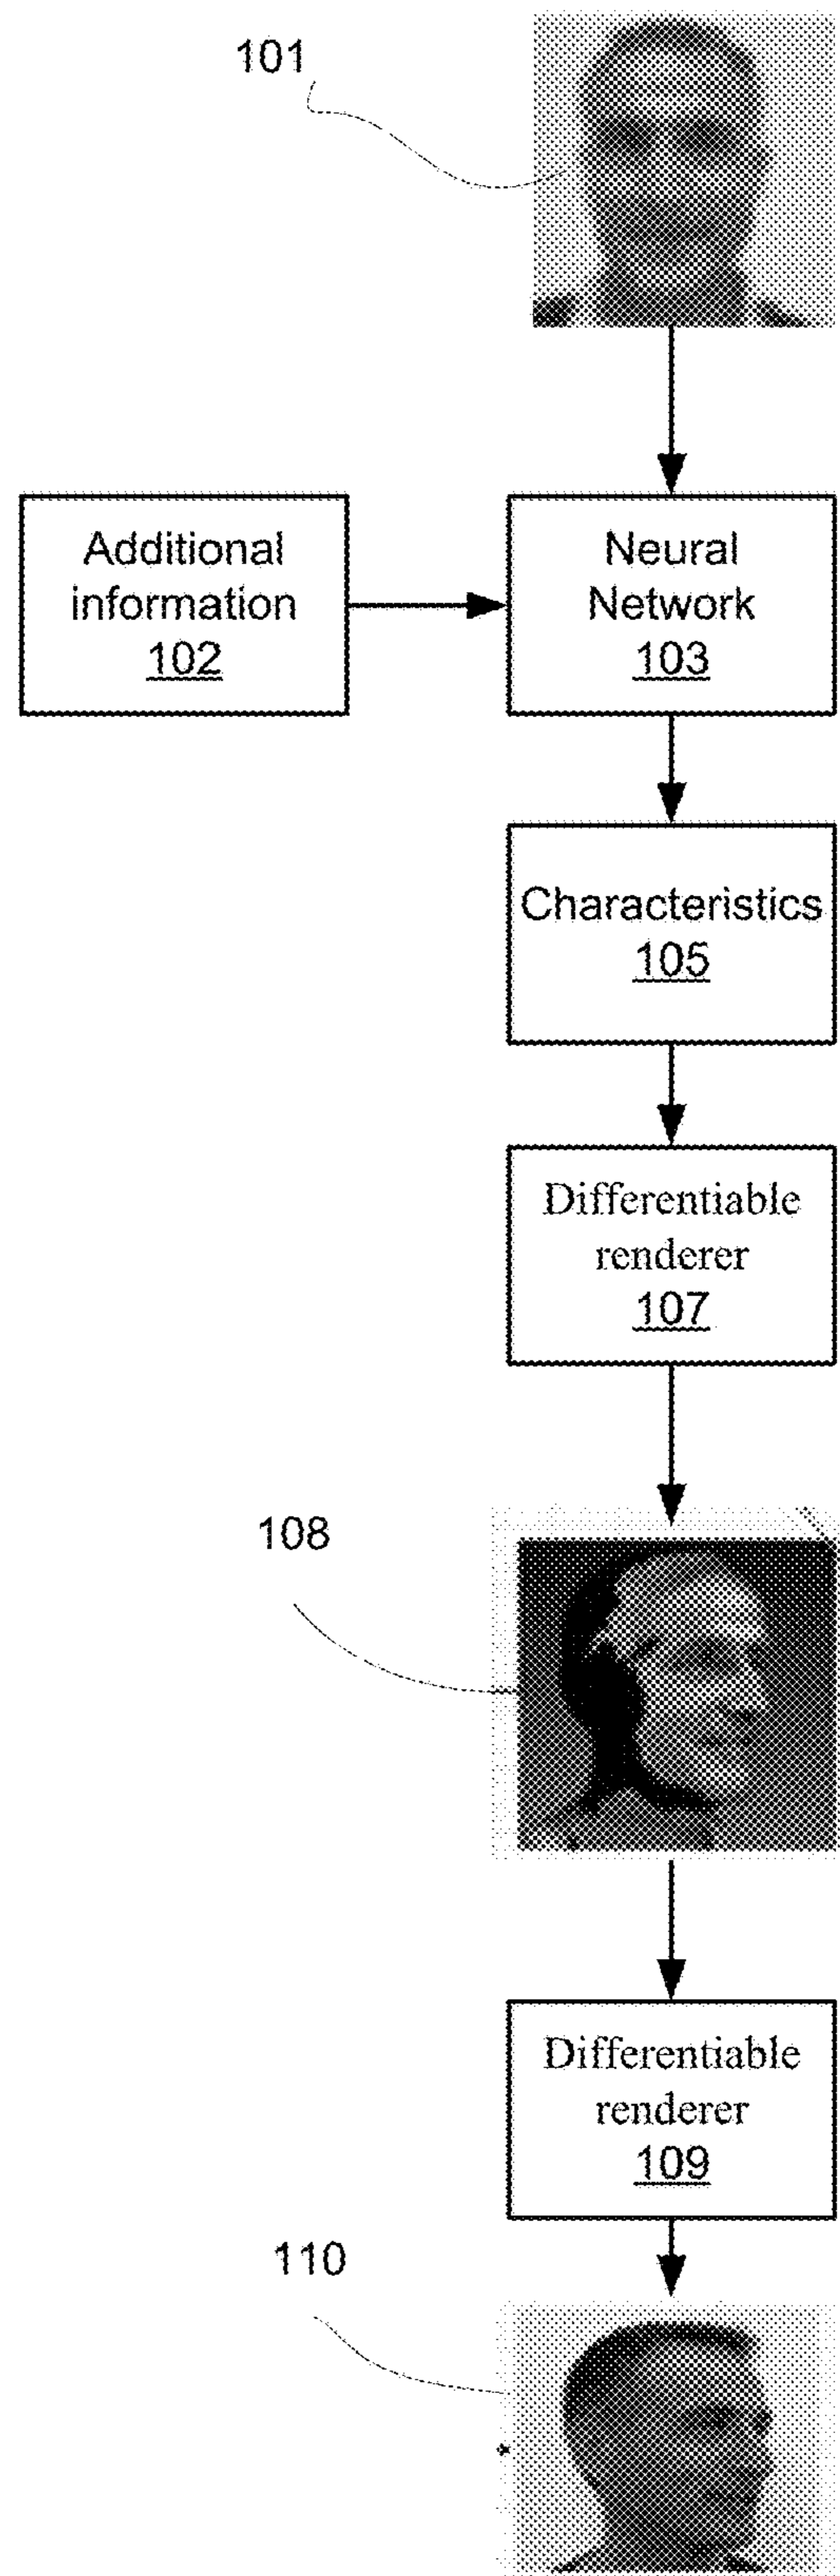 101
Additional
information
102
Neural
Network
103
Characteristics
105
Differentiable
renderer
107
108
Differentiable
renderer
109
110